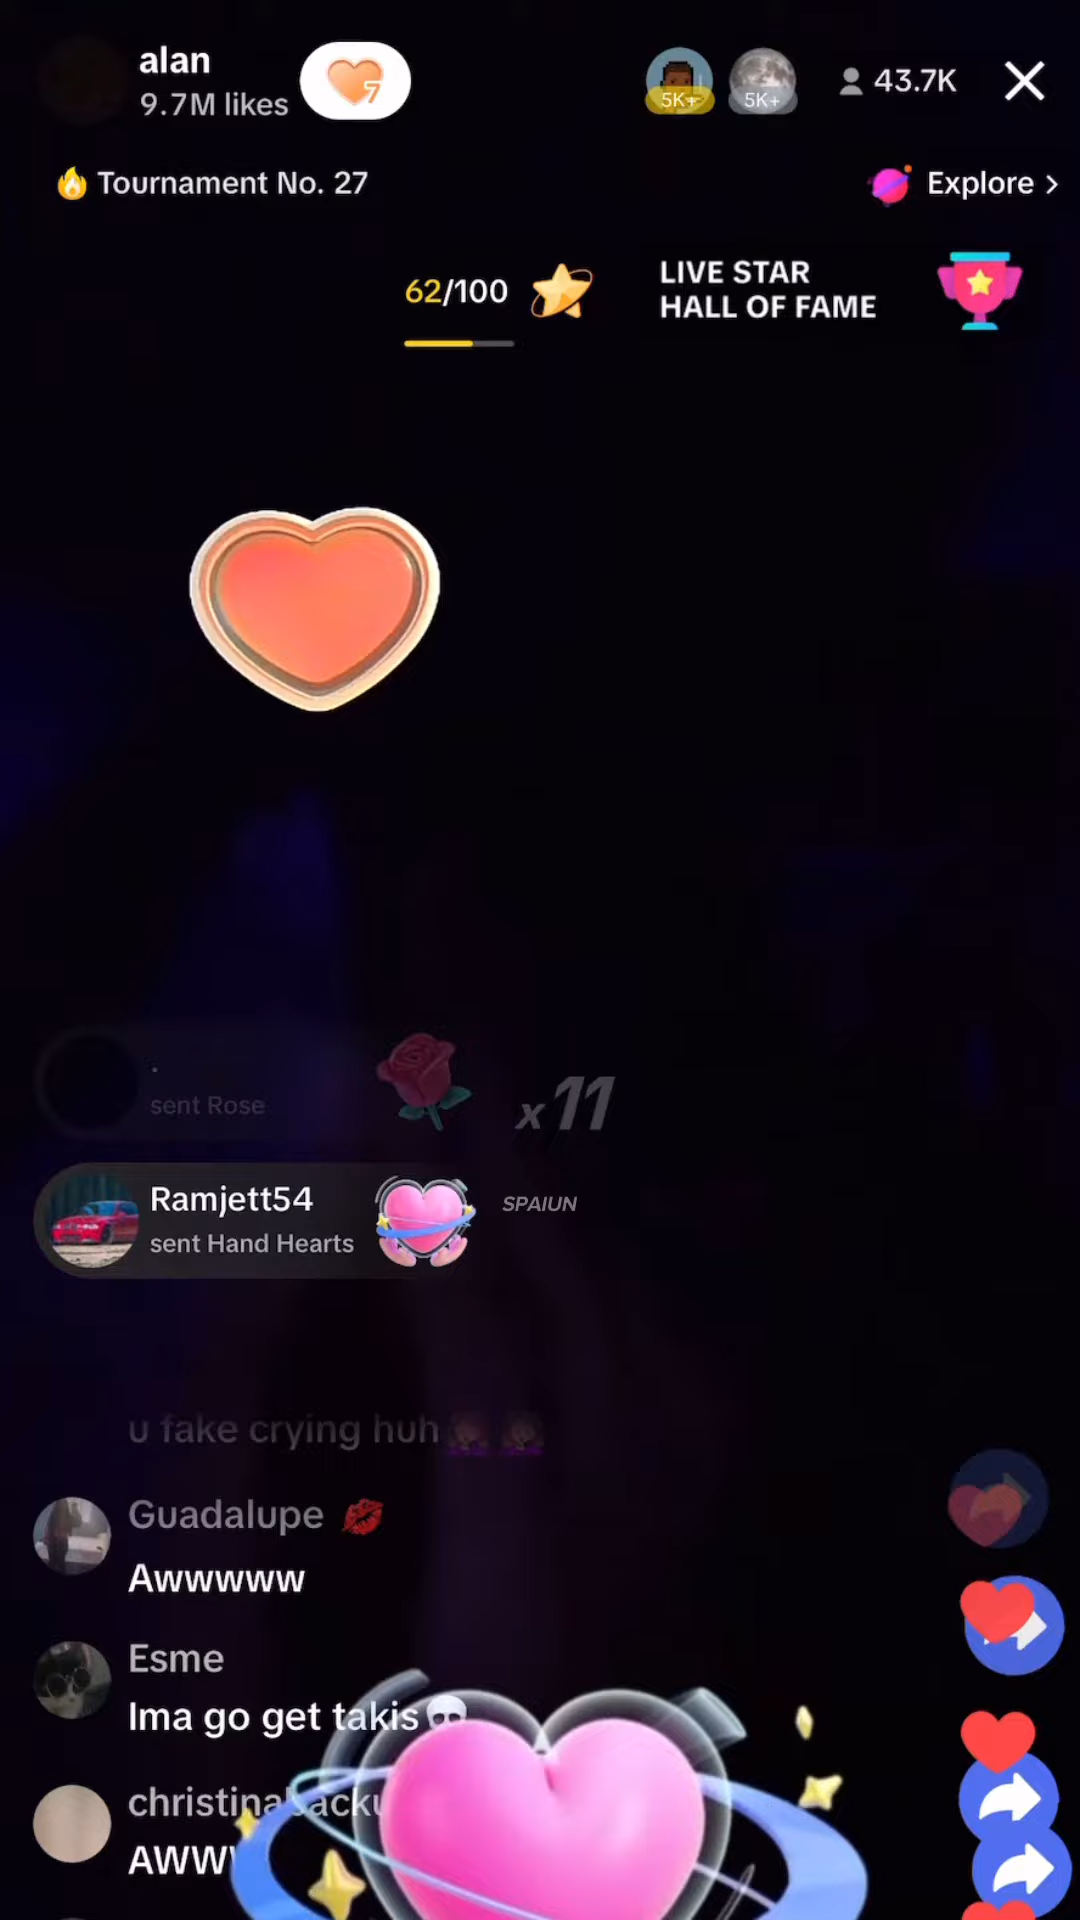 alan
9.7M likes
7
5K+
5K+
43.7K
Tournament No. 27
Explore >
62/100
LIVE STAR
HALL OF FAME
.
sent Rose
x11
Ramjett54
sent Hand Hearts
SPAIUN
u fake crying huh
Guadalupe 💋
Awwwww
Esme
Ima go get takis